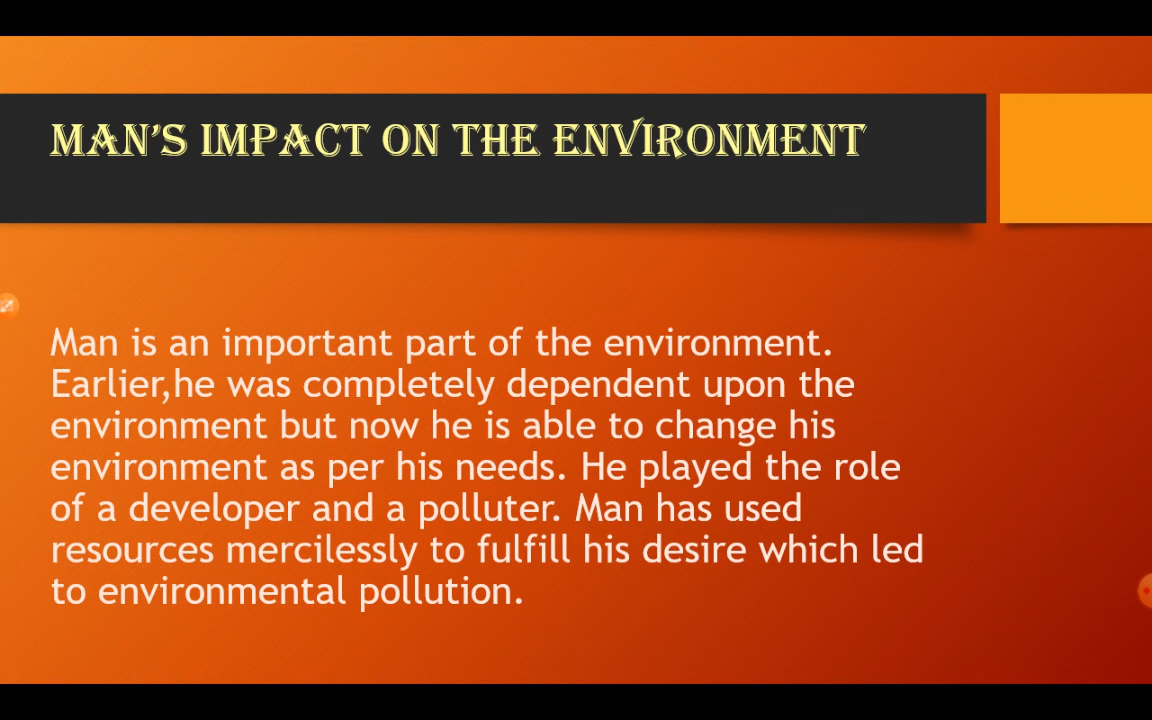 MAN'S IMPACT ON THE ENVIRONMENT
Man is an important part of the environment.
Earlier,he was completely dependent upon the
environment but now he is able to change his
environment as per his needs. He played the role
of a developer and a polluter. Man has used
resources mercilessly to fulfill his desire which led
to environmental pollution.